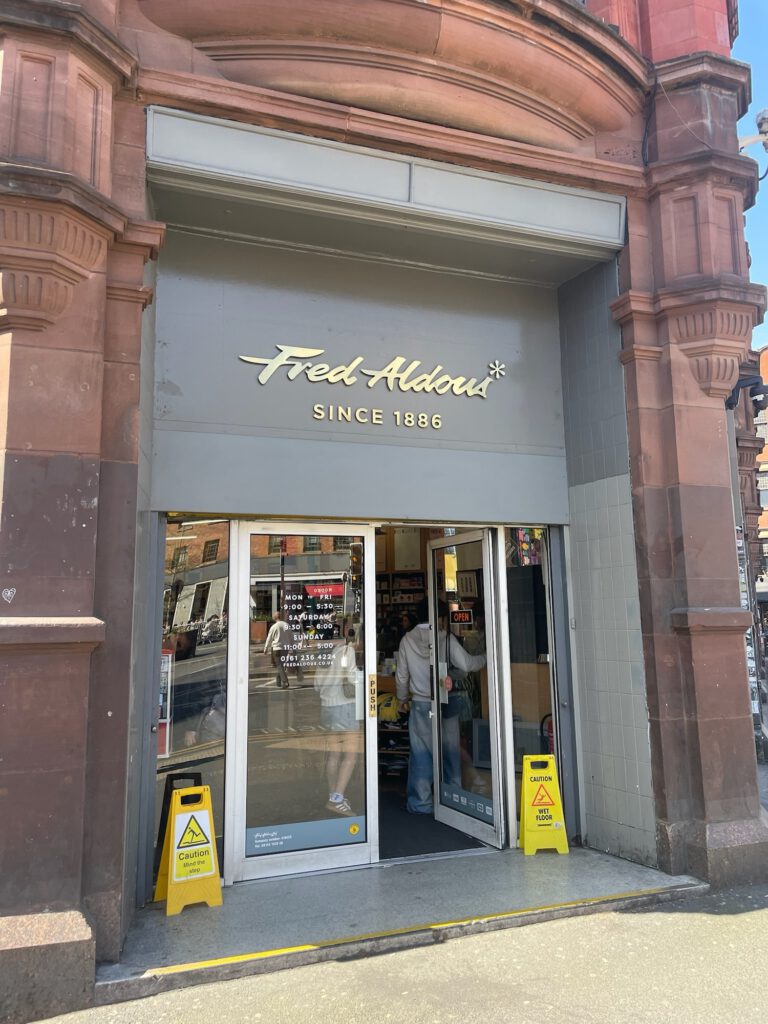 Fred Aldous*
SINCE 1886
MON TO FRI
9:00 – 5:30
SATURDAY
9:30 – 6:00
SUNDAY
11:00 – 5:00
0161 236 4224
FREDALDOUS.CO.UK
PUSH
OPEN
Caution
Mind the
step
CAUTION
WET
FLOOR